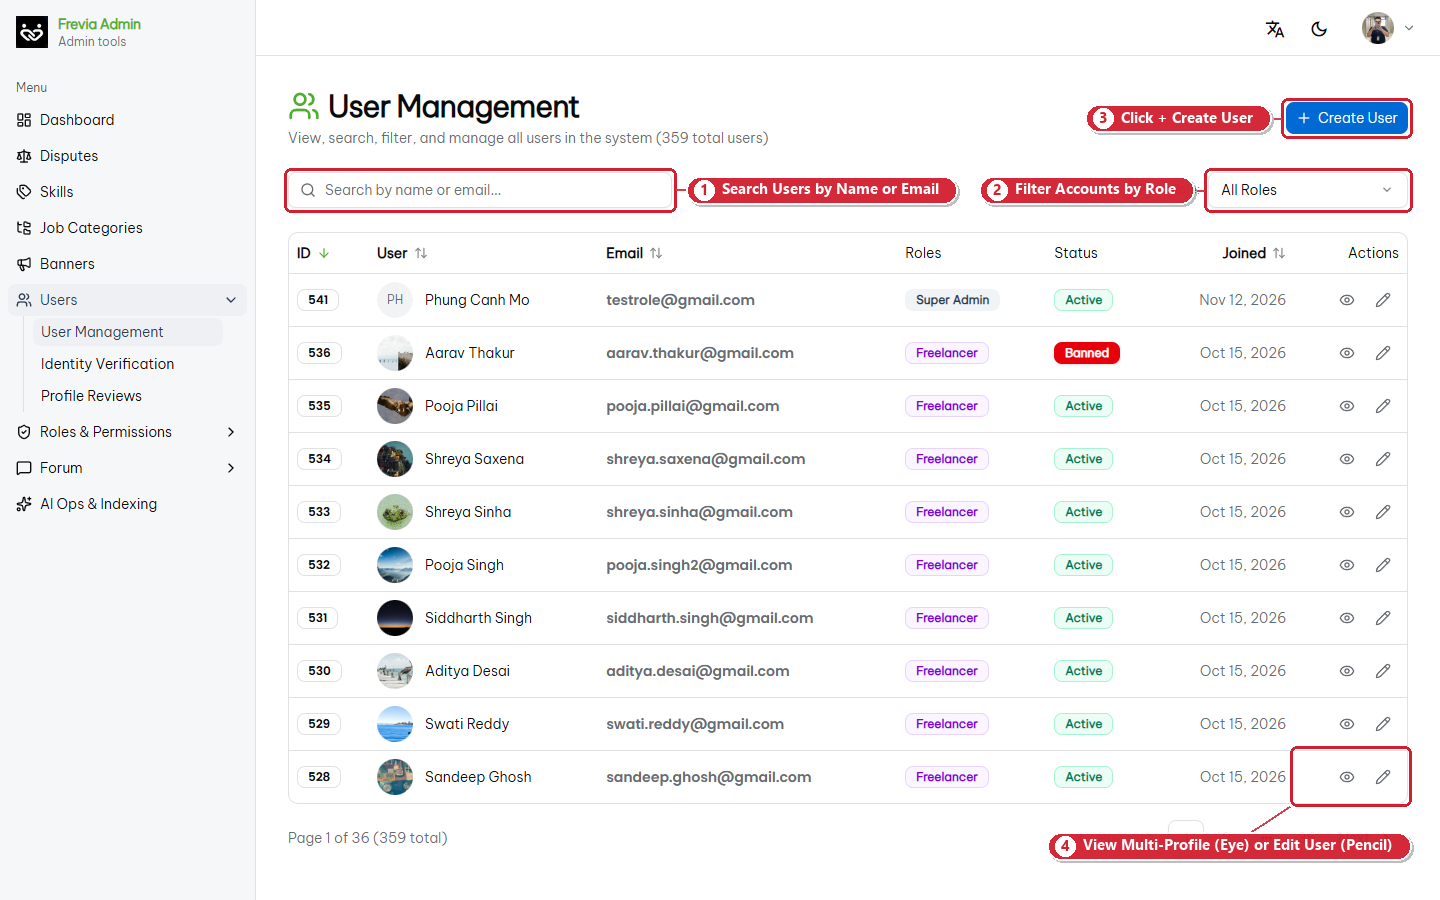 Frevia Admin
Admin tools
Menu
Dashboard
Disputes
Skills
Job Categories
Banners
Users
User Management
Identity Verification
Profile Reviews
Roles & Permissions
Forum
AI Ops & Indexing
User Management
View, search, filter, and manage all users in the system (359 total users)
3 Click + Create User
+ Create User
Search by name or email...
1 Search Users by Name or Email
2 Filter Accounts by Role
All Roles
ID User Email Roles Status Joined Actions
541 PH Phung Canh Mo testrole@gmail.com Super Admin Active Nov 12, 2026
536 Aarav Thakur aarav.thakur@gmail.com Freelancer Banned Oct 15, 2026
535 Pooja Pillai pooja.pillai@gmail.com Freelancer Active Oct 15, 2026
534 Shreya Saxena shreya.saxena@gmail.com Freelancer Active Oct 15, 2026
533 Shreya Sinha shreya.sinha@gmail.com Freelancer Active Oct 15, 2026
532 Pooja Singh pooja.singh2@gmail.com Freelancer Active Oct 15, 2026
531 Siddharth Singh siddharth.singh@gmail.com Freelancer Active Oct 15, 2026
530 Aditya Desai aditya.desai@gmail.com Freelancer Active Oct 15, 2026
529 Swati Reddy swati.reddy@gmail.com Freelancer Active Oct 15, 2026
528 Sandeep Ghosh sandeep.ghosh@gmail.com Freelancer Active Oct 15, 2026
Page 1 of 36 (359 total)
4 View Multi-Profile (Eye) or Edit User (Pencil)